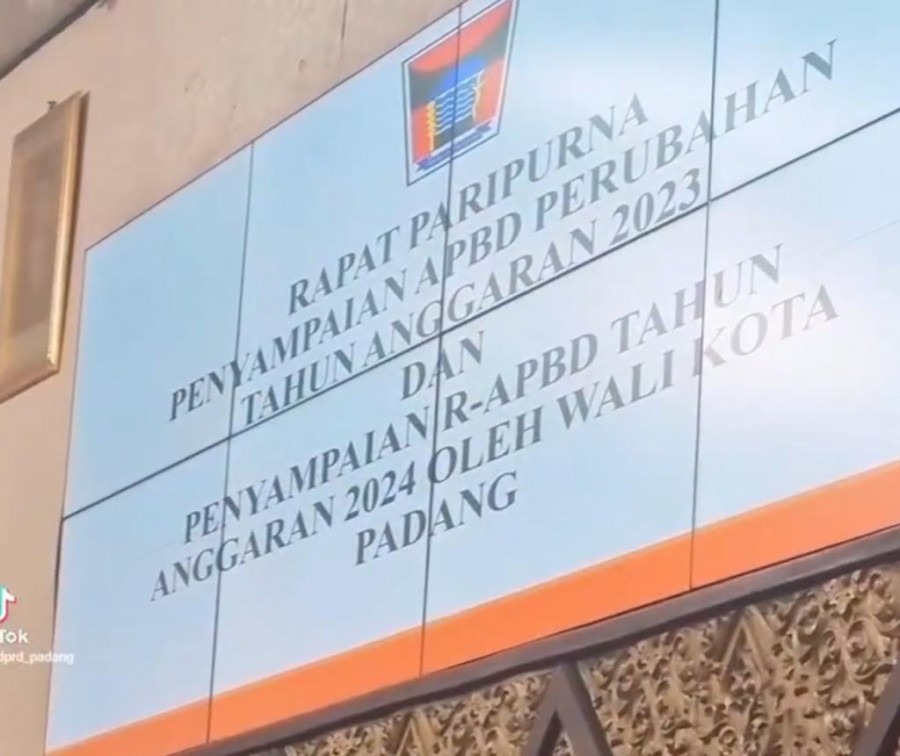 RAPAT PARIPURNA
PENYAMPAIAN APBD PERUBAHAN
TAHUN ANGGARAN 2023
DAN
PENYAMPAIAN R-APBD TAHUN
ANGGARAN 2024 OLEH WALI KOTA
PADANG
Tok
dprd_padang